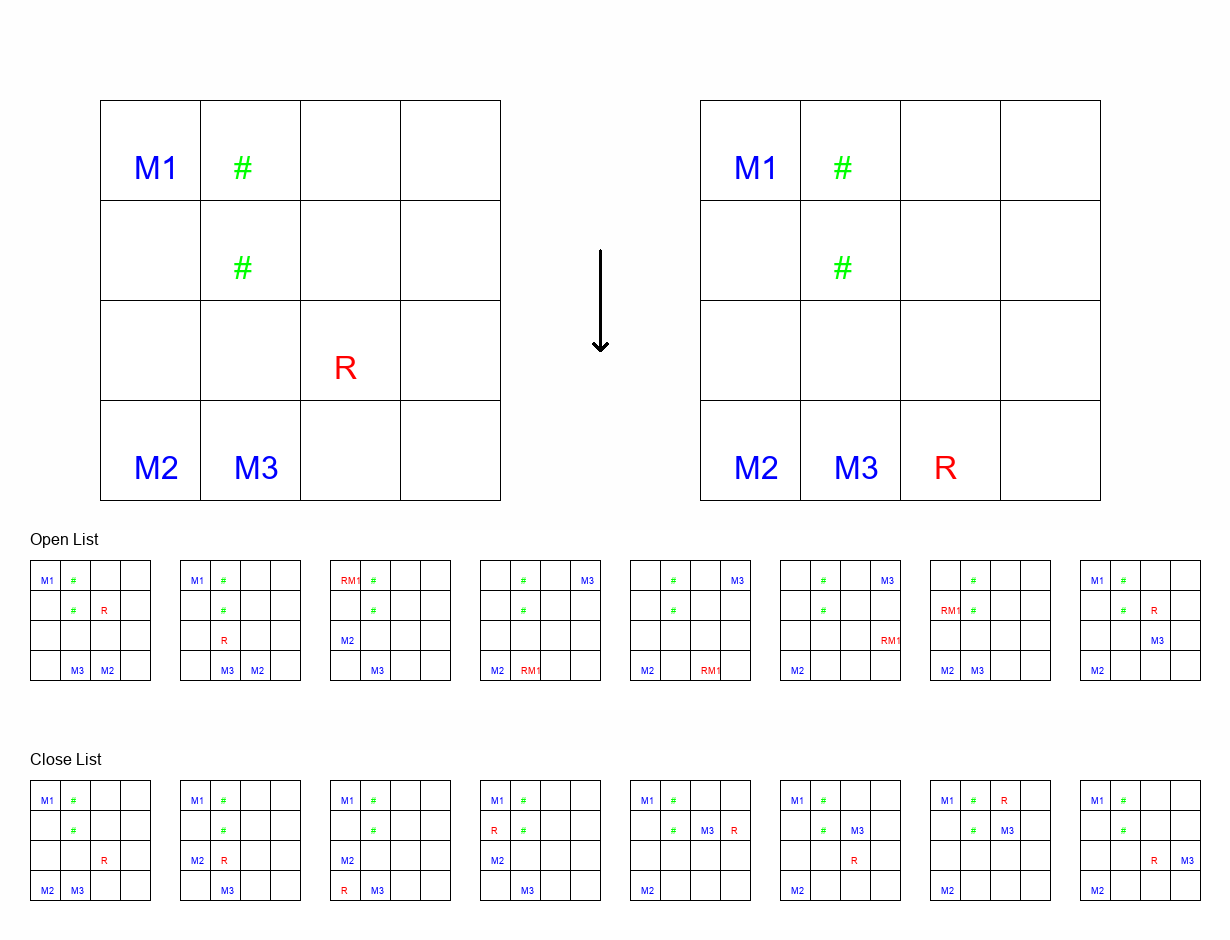 M1 # M1 #
# #
R
M2 M3 M2 M3 R
Open List
M1 # M1 # RM1 # # M3 # M3 # M3 # M1 #
# R # # # # # RM1 # # R
R M2 RM1 M3
M3 M2 M3 M2 M3 M2 RM1 M2 RM1 M2 M2 M3 M2
Close List
M1 # M1 # M1 # M1 # M1 # M1 # M1 # R M1 #
# # # R # # M3 R # M3 # M3 #
R M2 R M2 M2 R R M3
M2 M3 M3 R M3 M3 M2 M2 M2 M2